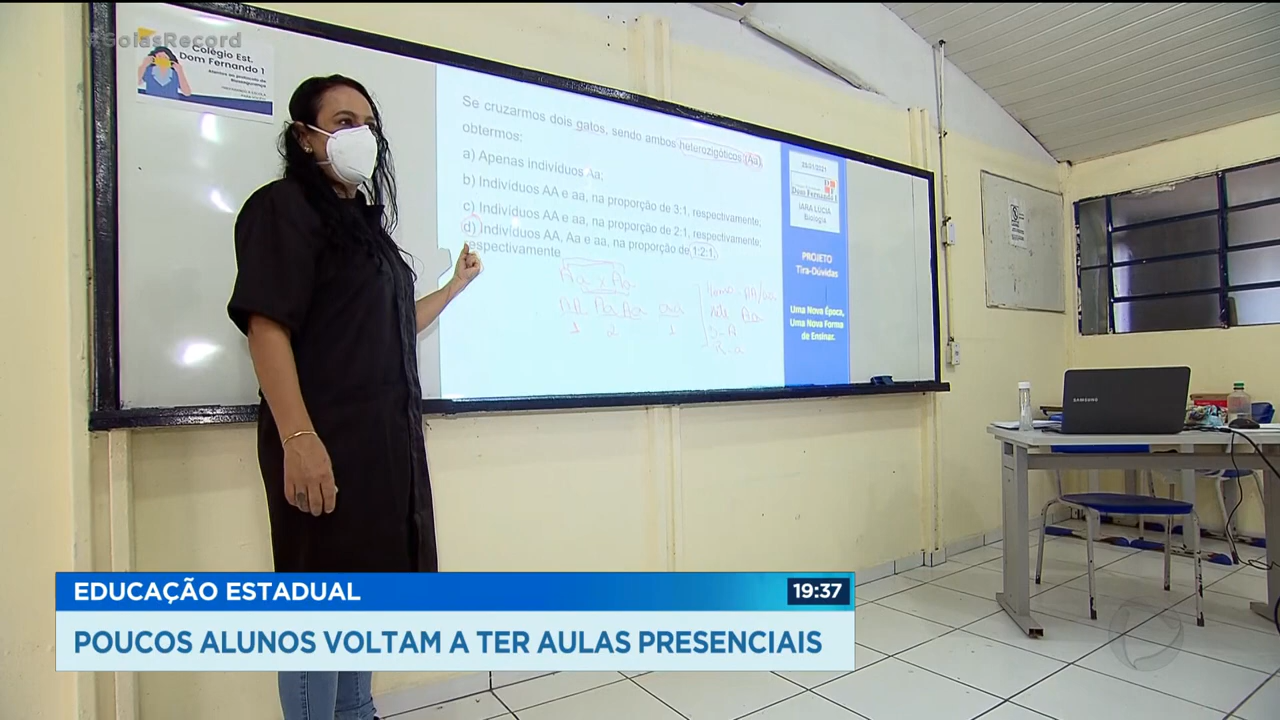 #GoiásRecord
Colégio Est.
Dom Fernando 1
Se cruzarmos dois gatos, sendo ambos heterozigóticos (Aa),
obtermos:
a) Apenas indivíduos Aa;
b) Indivíduos AA e aa, na proporção de 3:1, respectivamente;
c) Indivíduos AA e aa, na proporção de 2:1, respectivamente;
d) Indivíduos AA, Aa e aa, na proporção de 1:2:1,
respectivamente
Aa x Aa
AA Aa Aa aa
1 2 1
Dom Fernando I
IARA LÚCIA
Biologia
PROJETO
Tira-Dúvidas
Uma Nova Época,
Uma Nova Forma
de Ensinar.
SAMSUNG
EDUCAÇÃO ESTADUAL
19:37
POUCOS ALUNOS VOLTAM A TER AULAS PRESENCIAIS